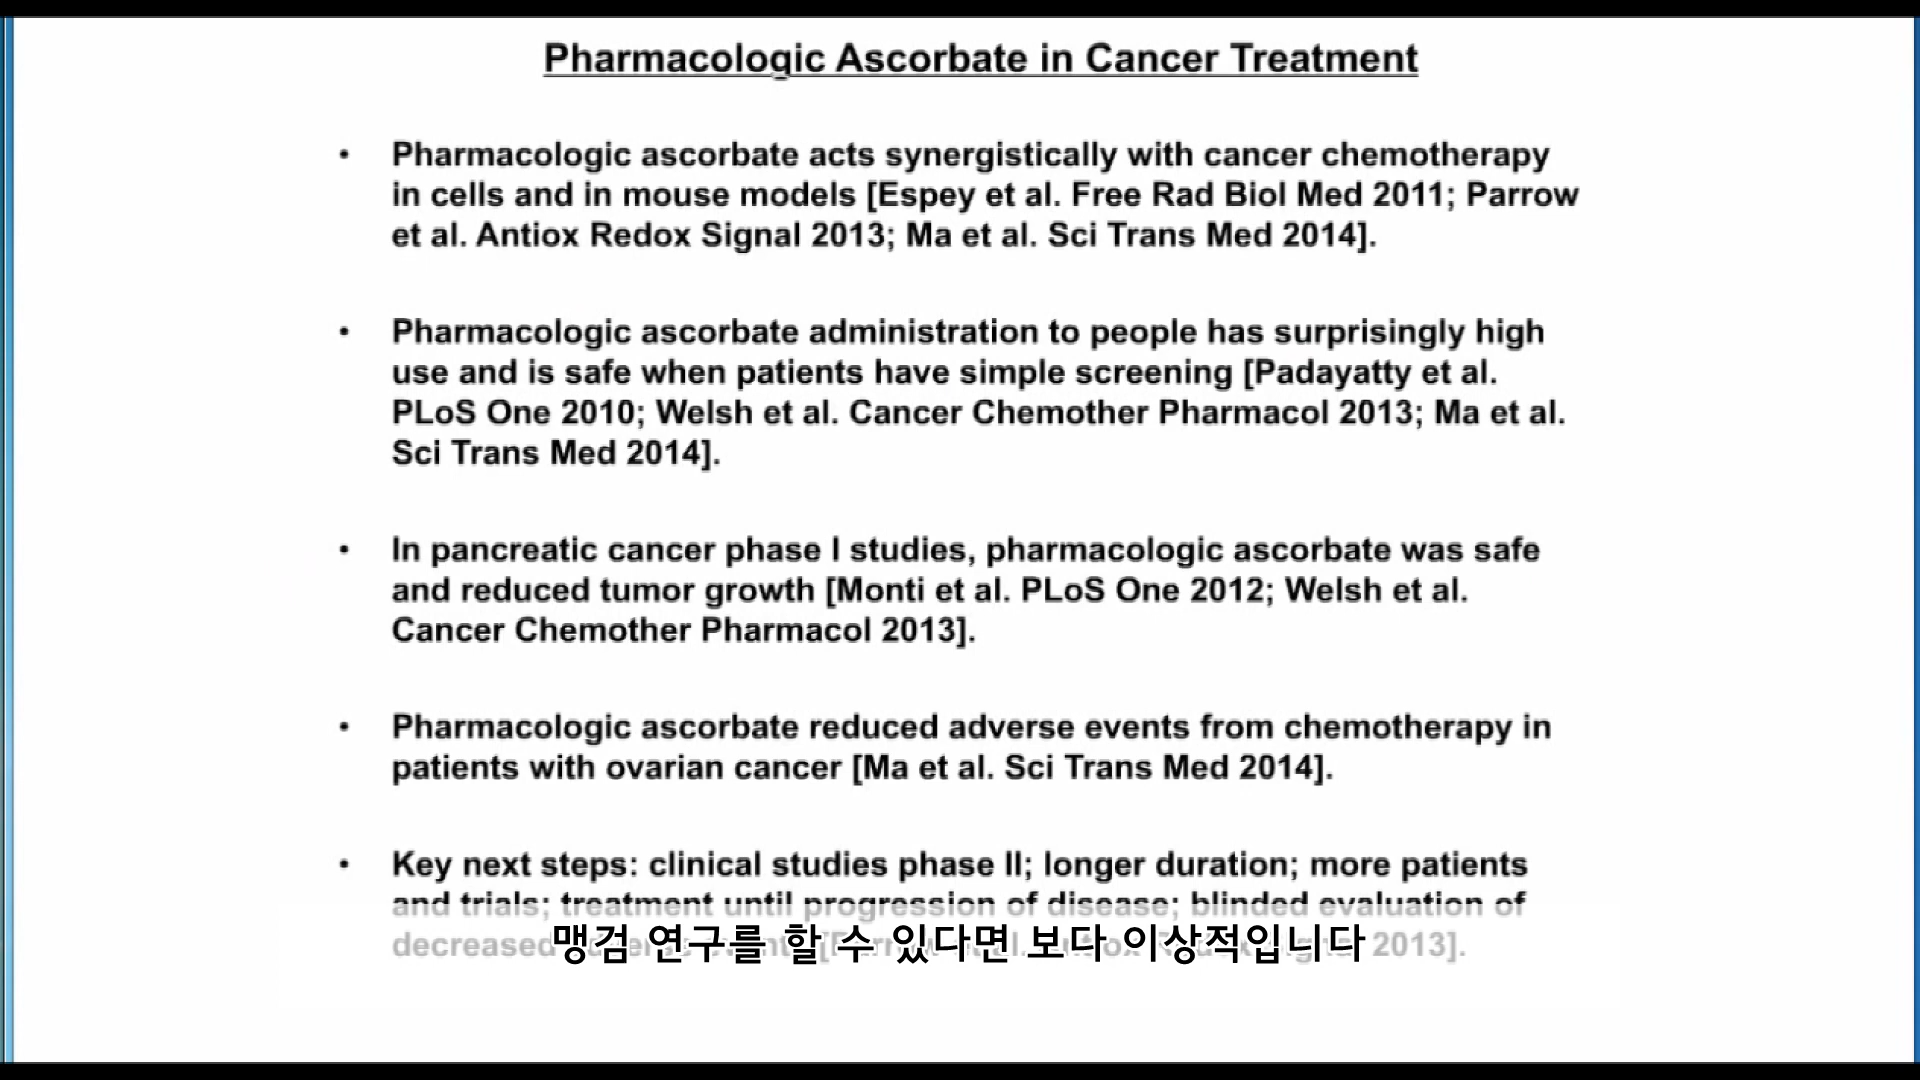 Pharmacologic Ascorbate in Cancer Treatment
• Pharmacologic ascorbate acts synergistically with cancer chemotherapy
in cells and in mouse models [Espey et al. Free Rad Biol Med 2011; Parrow
et al. Antiox Redox Signal 2013; Ma et al. Sci Trans Med 2014].
• Pharmacologic ascorbate administration to people has surprisingly high
use and is safe when patients have simple screening [Padayatty et al.
PLoS One 2010; Welsh et al. Cancer Chemother Pharmacol 2013; Ma et al.
Sci Trans Med 2014].
• In pancreatic cancer phase I studies, pharmacologic ascorbate was safe
and reduced tumor growth [Monti et al. PLoS One 2012; Welsh et al.
Cancer Chemother Pharmacol 2013].
• Pharmacologic ascorbate reduced adverse events from chemotherapy in
patients with ovarian cancer [Ma et al. Sci Trans Med 2014].
• Key next steps: clinical studies phase II; longer duration; more patients
and trials; treatment until progression of disease; blinded evaluation of
decreased 2013].
맹검 연구를 할 수 있다면 보다 이상적입니다